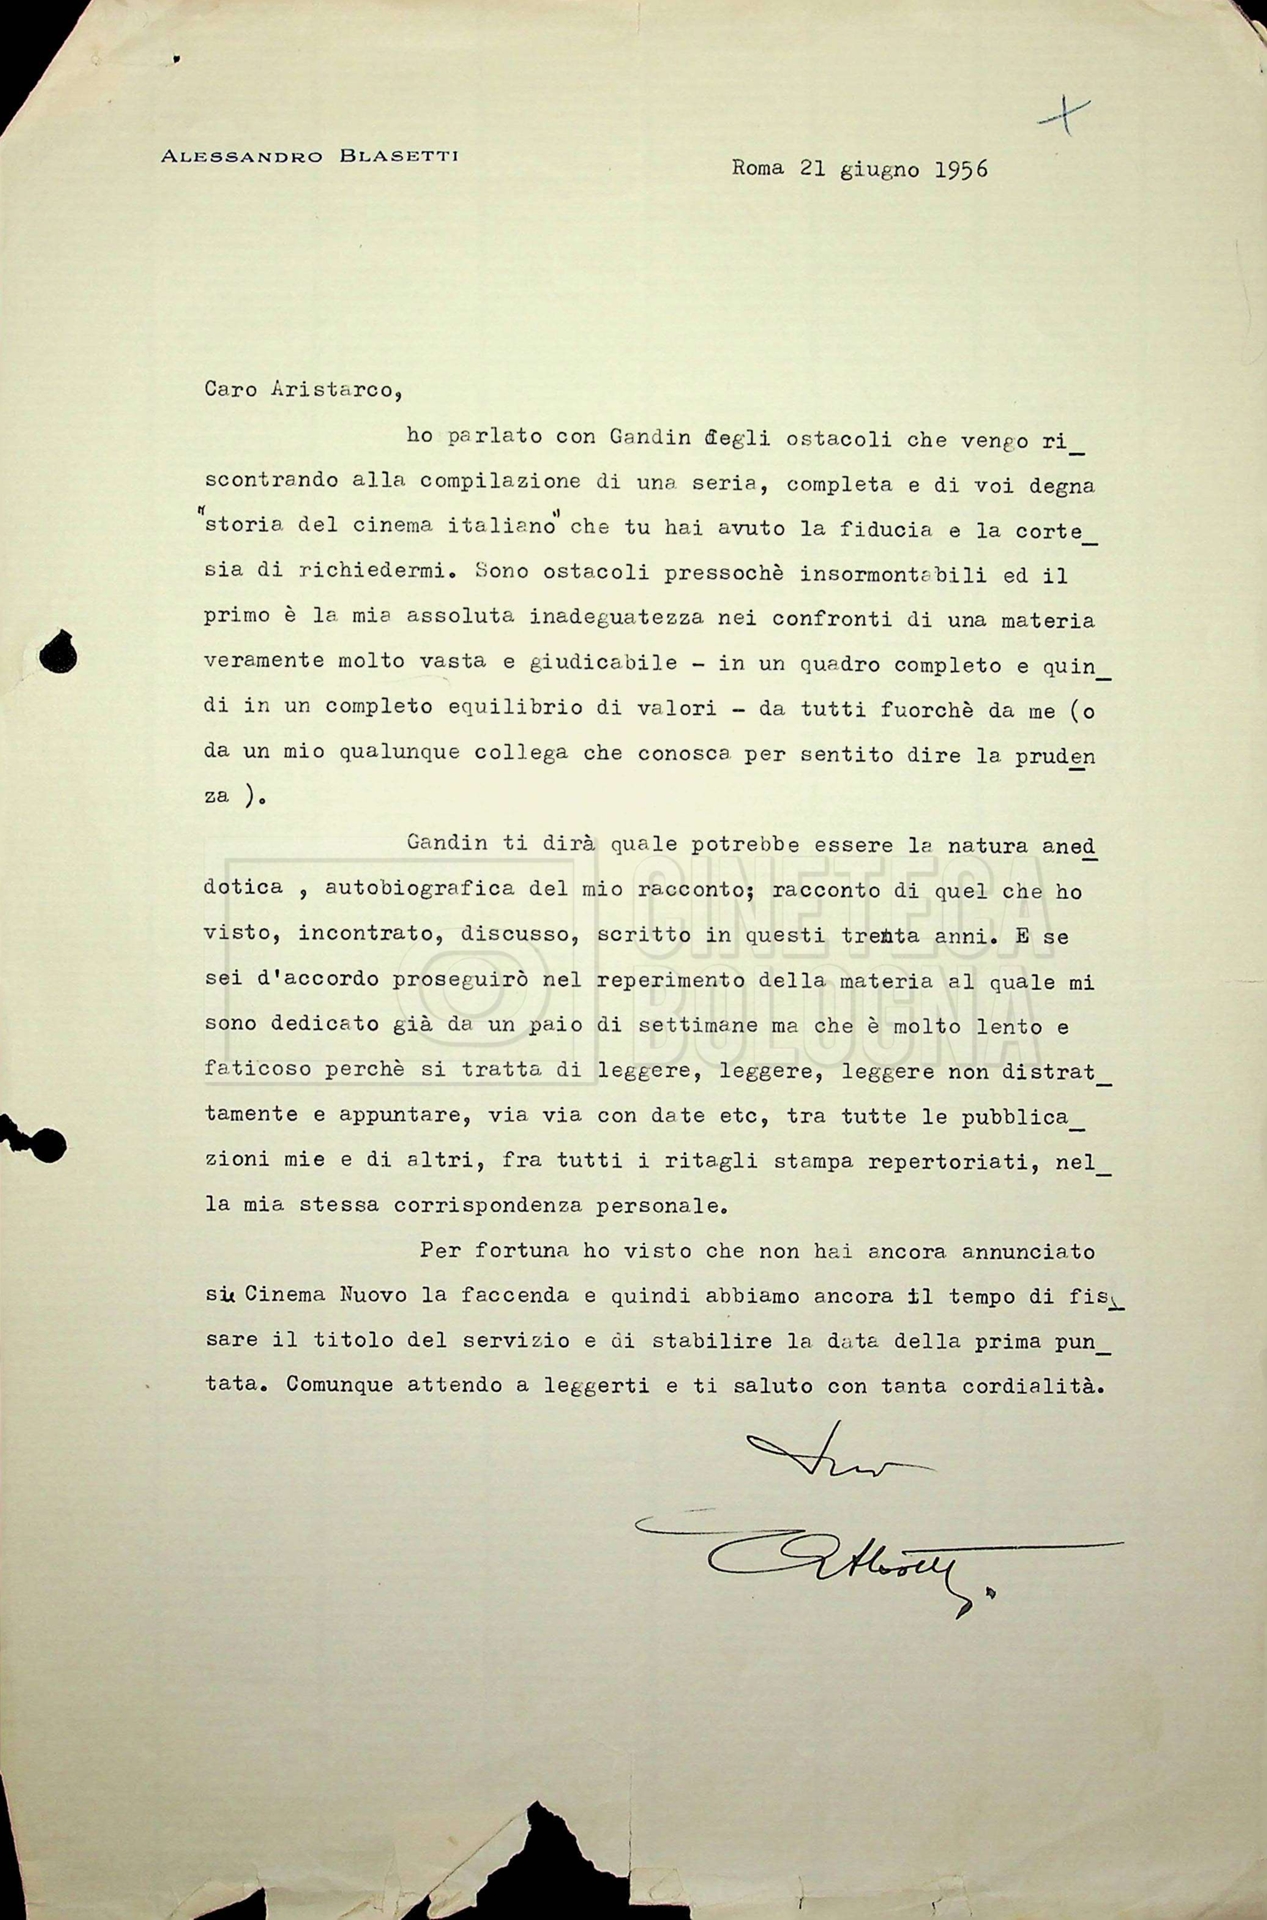 ALESSANDRO BLASETTI
Roma 21 giugno 1956
Caro Aristarco,
ho parlato con Gandin degli ostacoli che vengo ri_
scontrando alla compilazione di una seria, completa e di voi degna
"storia del cinema italiano" che tu hai avuto la fiducia e la corte_
sia di richiedermi. Sono ostacoli pressochè insormontabili ed il
primo è la mia assoluta inadeguatezza nei confronti di una materia
veramente molto vasta e giudicabile - in un quadro completo e quin_
di in un completo equilibrio di valori - da tutti fuorchè da me (o
da un mio qualunque collega che conosca per sentito dire la pruden
za ).
Gandin ti dirà quale potrebbe essere la natura aned
dotica , autobiografica del mio racconto; racconto di quel che ho
visto, incontrato, discusso, scritto in questi trenta anni. E se
sei d'accordo proseguirò nel reperimento della materia al quale mi
sono dedicato già da un paio di settimane ma che è molto lento e
faticoso perchè si tratta di leggere, leggere, leggere non distrat_
tamente e appuntare, via via con date etc, tra tutte le pubblica_
zioni mie e di altri, fra tutti i ritagli stampa repertoriati, nel_
la mia stessa corrispondenza personale.
Per fortuna ho visto che non hai ancora annunciato
su Cinema Nuovo la faccenda e quindi abbiamo ancora il tempo di fis_
sare il titolo del servizio e di stabilire la data della prima pun_
tata. Comunque attendo a leggerti e ti saluto con tanta cordialità.
tuo
CINETECA
BOLOGNA